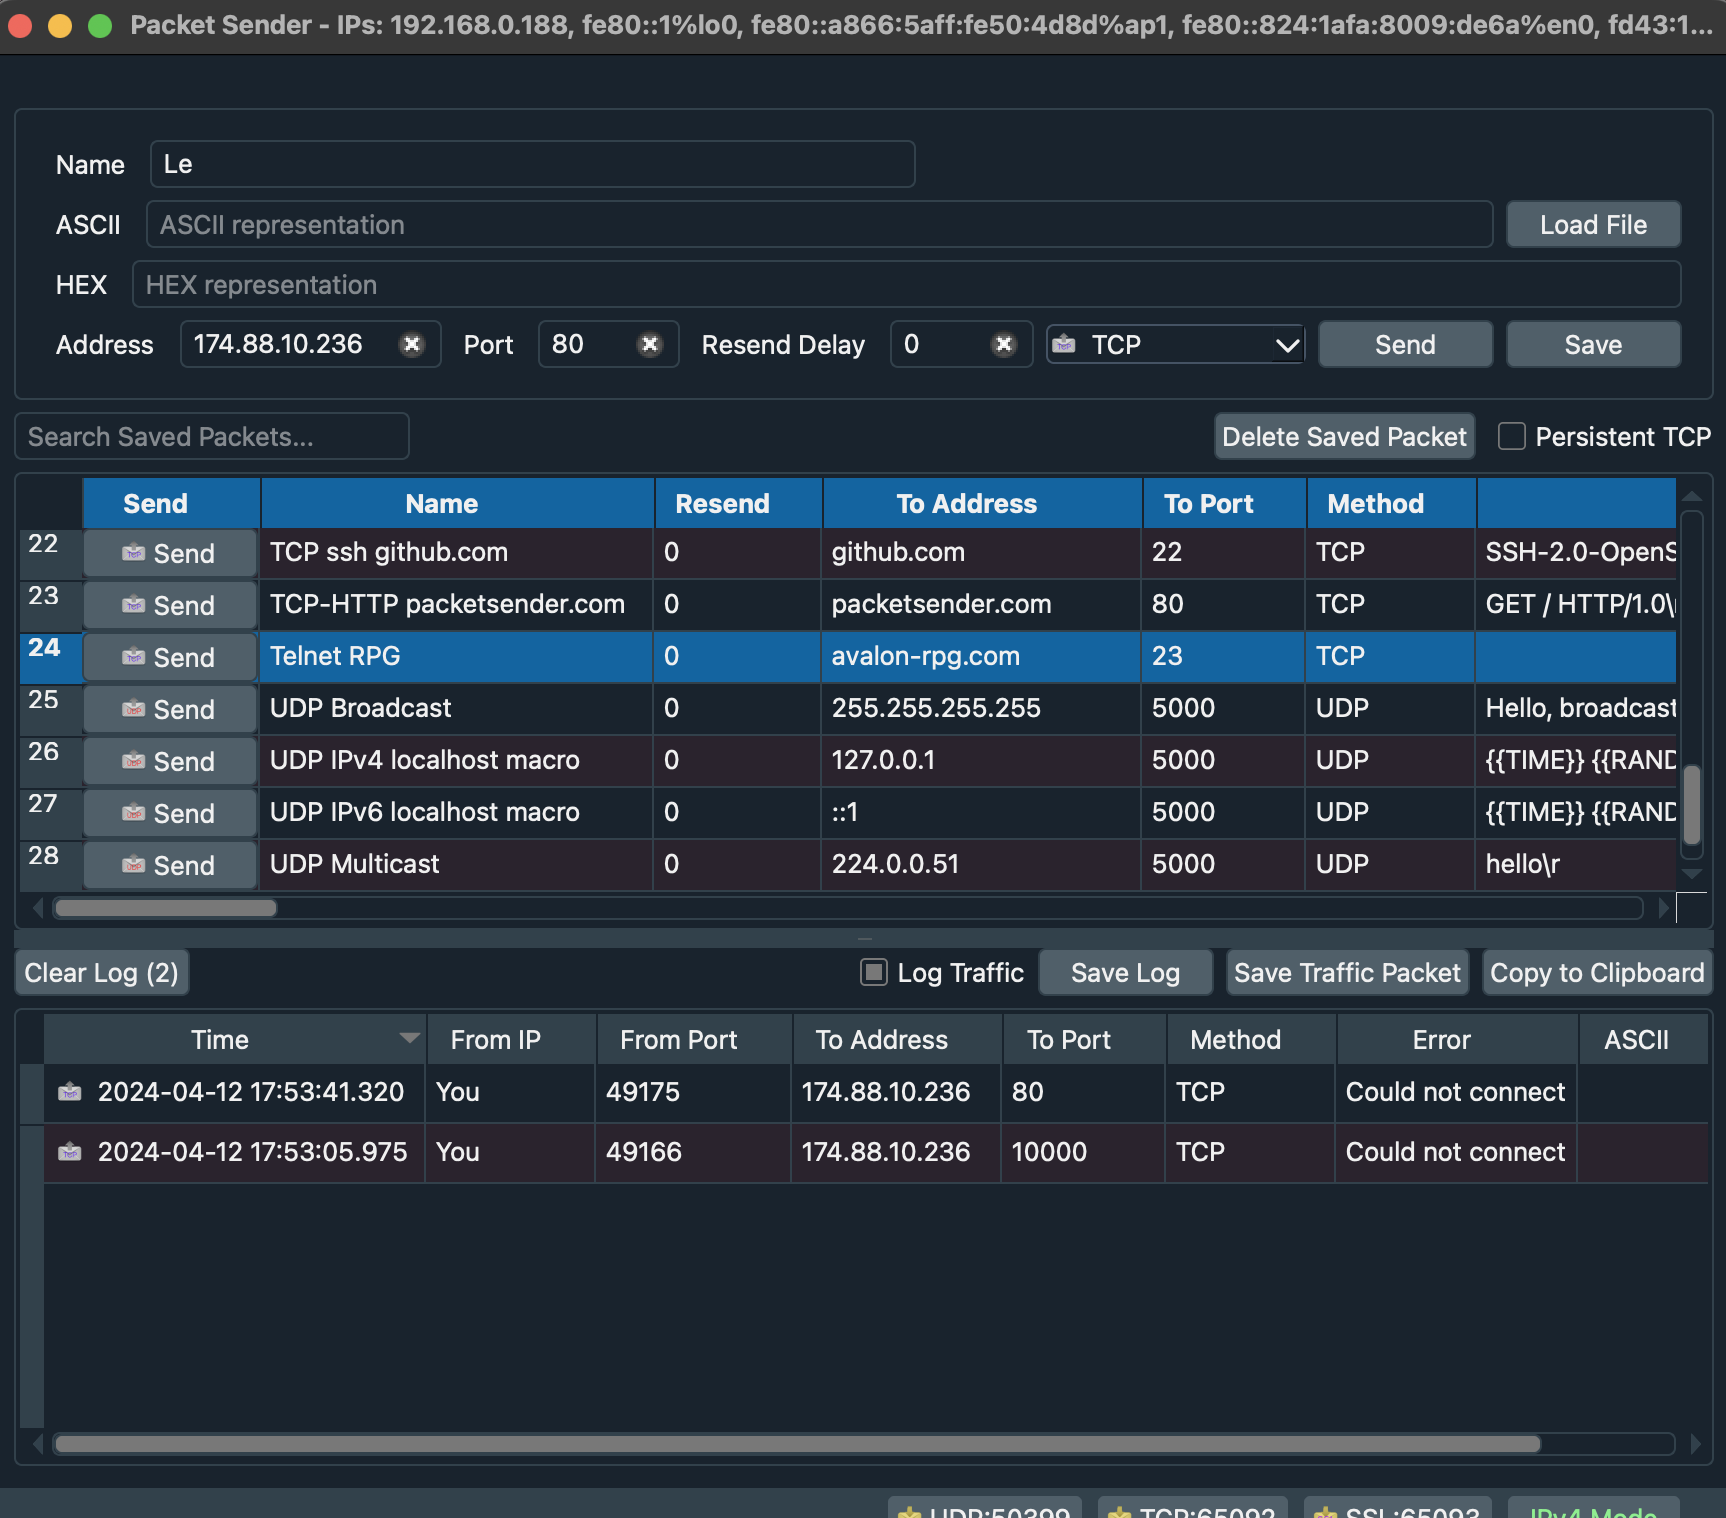 Packet Sender - IPs: 192.168.0.188, fe80::1%lo0, fe80::a866:5aff:fe50:4d8d%ap1, fe80::824:1afa:8009:de6a%en0, fd43:1...
Name Le
ASCII ASCII representation Load File
HEX HEX representation
Address 174.88.10.236 Port 80 Resend Delay 0 TCP Send Save
Search Saved Packets... Delete Saved Packet Persistent TCP
Send Name Resend To Address To Port Method
22 Send TCP ssh github.com 0 github.com 22 TCP SSH-2.0-OpenS
23 Send TCP-HTTP packetsender.com 0 packetsender.com 80 TCP GET / HTTP/1.0\
24 Send Telnet RPG 0 avalon-rpg.com 23 TCP
25 Send UDP Broadcast 0 255.255.255.255 5000 UDP Hello, broadcast
26 Send UDP IPv4 localhost macro 0 127.0.0.1 5000 UDP {{TIME}} {{RAND
27 Send UDP IPv6 localhost macro 0 ::1 5000 UDP {{TIME}} {{RAND
28 Send UDP Multicast 0 224.0.0.51 5000 UDP hello\r
Clear Log (2) Log Traffic Save Log Save Traffic Packet Copy to Clipboard
Time From IP From Port To Address To Port Method Error ASCII
2024-04-12 17:53:41.320 You 49175 174.88.10.236 80 TCP Could not connect
2024-04-12 17:53:05.975 You 49166 174.88.10.236 10000 TCP Could not connect
UDP:50399 TCP:65092 SSL:65093 IPv4 Mode